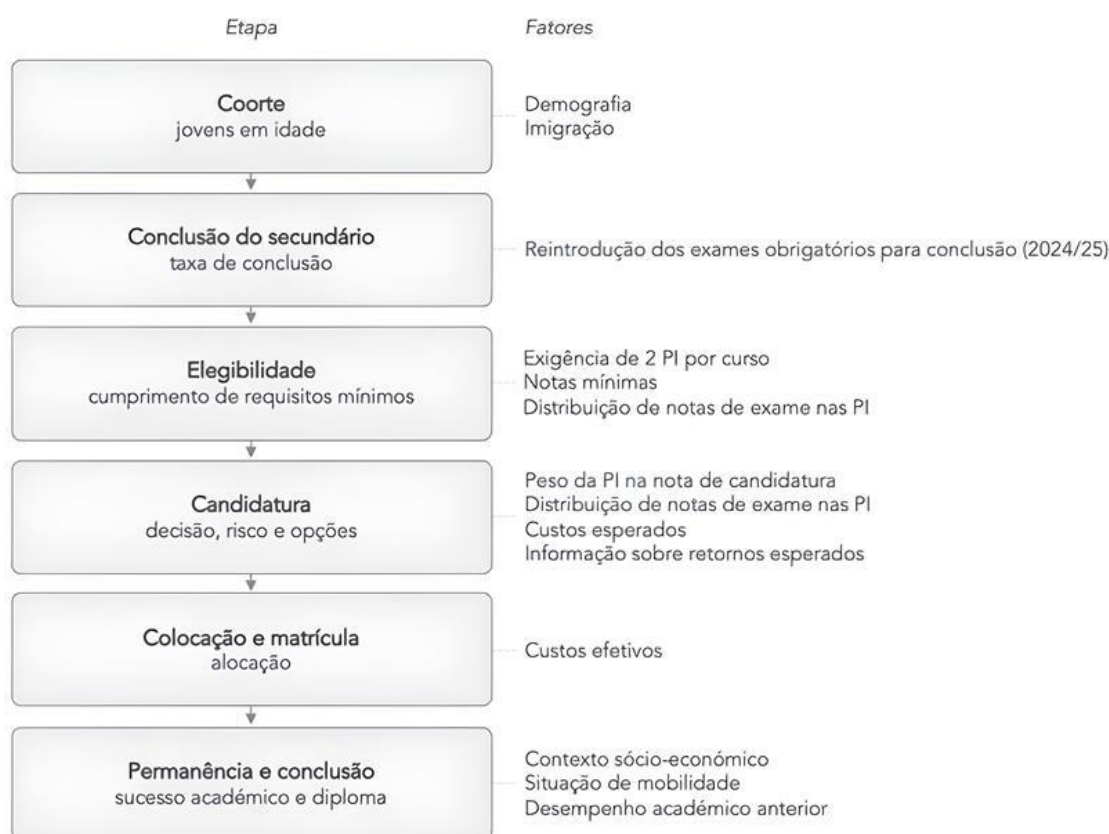 Etapa
Fatores
Coorte
jovens em idade
Demografia
Imigração
Conclusão do secundário
taxa de conclusão
Reintrodução dos exames obrigatórios para conclusão (2024/25)
Elegibilidade
cumprimento de requisitos mínimos
Exigência de 2 PI por curso
Notas mínimas
Distribuição de notas de exame nas PI
Candidatura
decisão, risco e opções
Peso da PI na nota de candidatura
Distribuição de notas de exame nas PI
Custos esperados
Informação sobre retornos esperados
Colocação e matrícula
alocação
Custos efetivos
Permanência e conclusão
sucesso académico e diploma
Contexto sócio-económico
Situação de mobilidade
Desempenho académico anterior